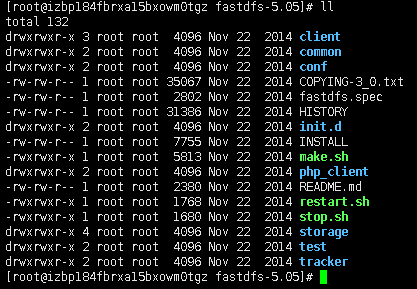 [root@izbp184fbrxa15bxowm0tgz fastdfs-5.05]# ll
total 132
drwxrwxr-x 3 root root  4096 Nov 22  2014 client
drwxrwxr-x 2 root root  4096 Nov 22  2014 common
drwxrwxr-x 2 root root  4096 Nov 22  2014 conf
-rw-rw-r-- 1 root root 35067 Nov 22  2014 COPYING-3_0.txt
-rw-rw-r-- 1 root root  2802 Nov 22  2014 fastdfs.spec
-rw-rw-r-- 1 root root 31386 Nov 22  2014 HISTORY
drwxrwxr-x 2 root root  4096 Nov 22  2014 init.d
-rw-rw-r-- 1 root root  7755 Nov 22  2014 INSTALL
-rwxrwxr-x 1 root root  5813 Nov 22  2014 make.sh
drwxrwxr-x 2 root root  4096 Nov 22  2014 php_client
-rw-rw-r-- 1 root root  2380 Nov 22  2014 README.md
-rwxrwxr-x 1 root root  1768 Nov 22  2014 restart.sh
-rwxrwxr-x 1 root root  1680 Nov 22  2014 stop.sh
drwxrwxr-x 4 root root  4096 Nov 22  2014 storage
drwxrwxr-x 2 root root  4096 Nov 22  2014 test
drwxrwxr-x 2 root root  4096 Nov 22  2014 tracker
[root@izbp184fbrxa15bxowm0tgz fastdfs-5.05]#